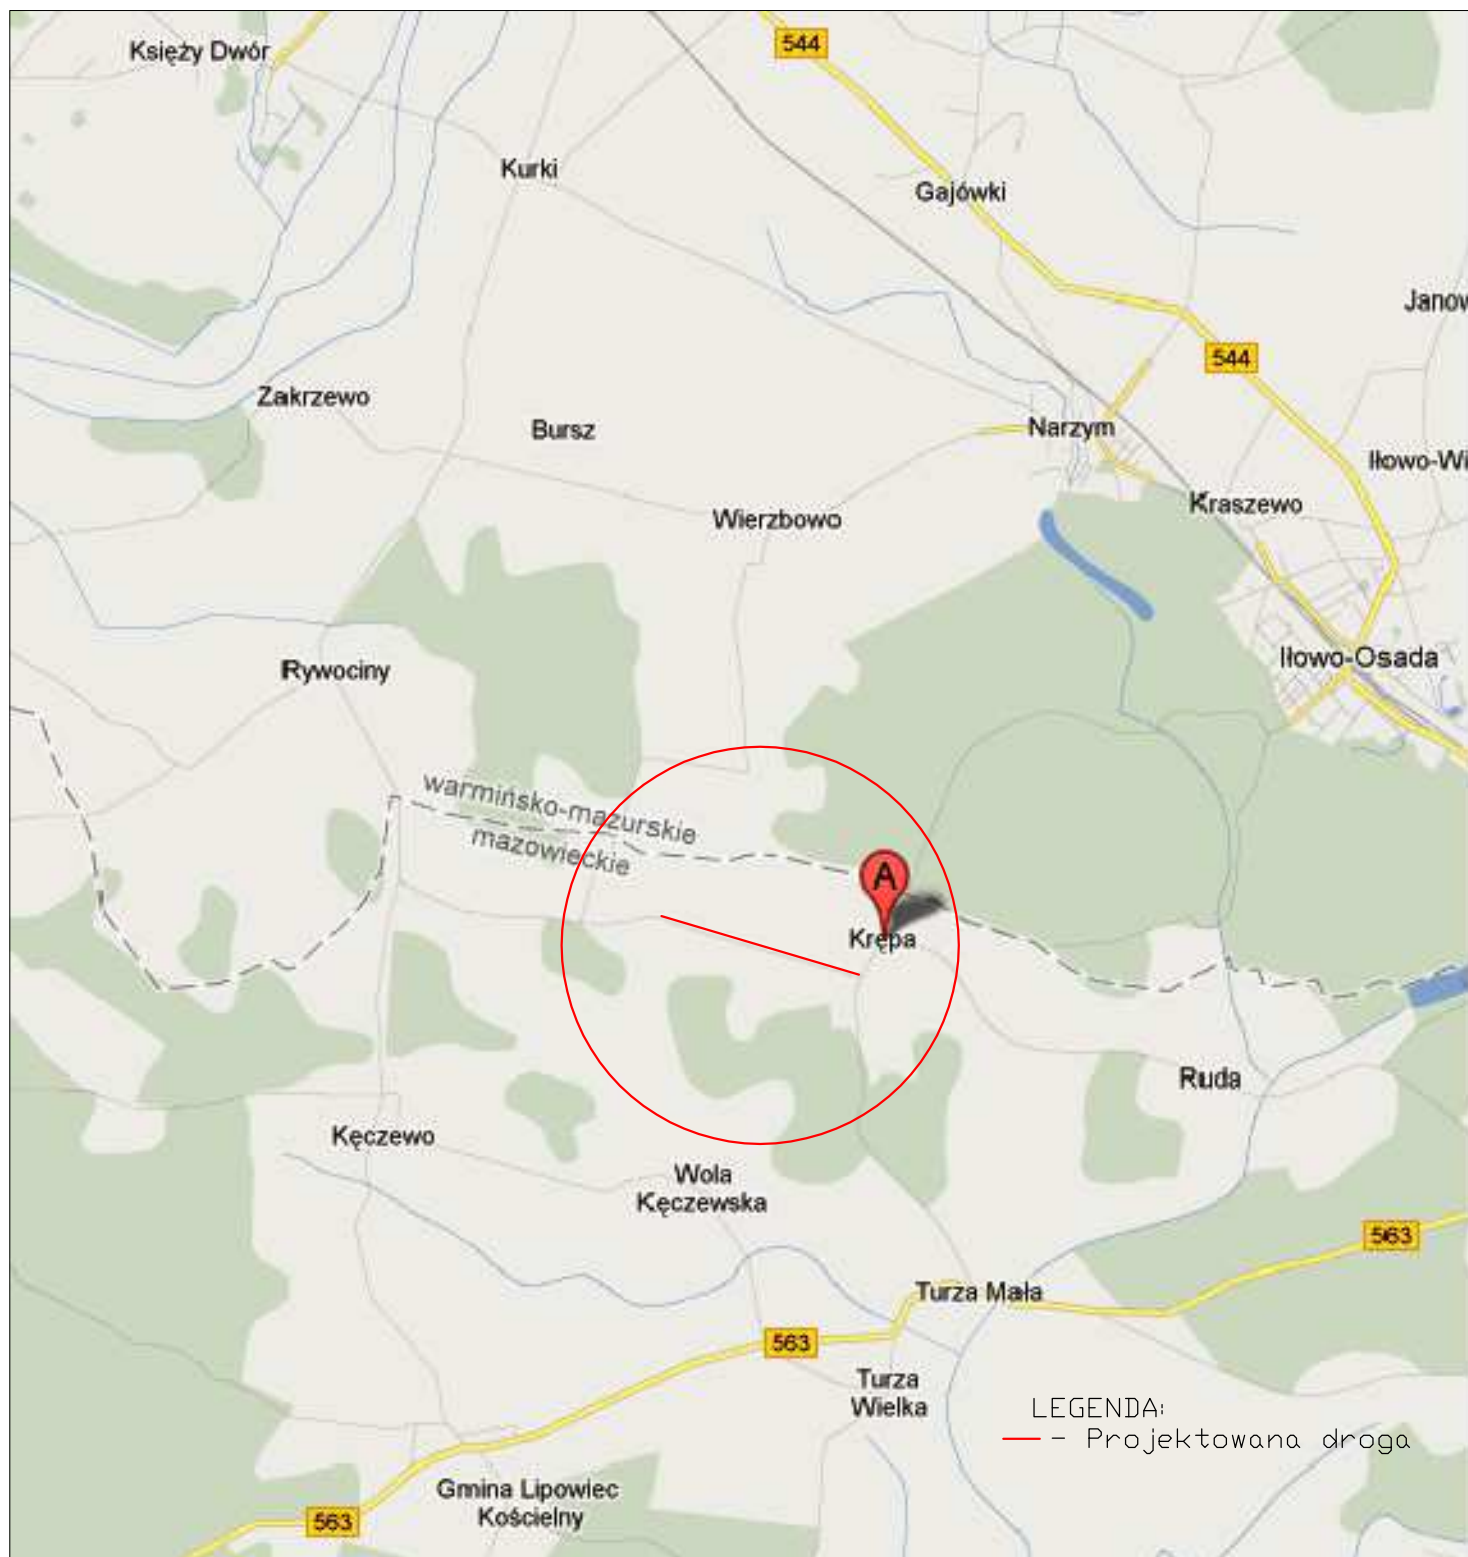 544
Księży Dwór
Kurki
Gajówki
Janow
544
Zakrzewo
Bursz
Narzym
Iłowo-Wi
Kraszewo
Wierzbowo
Iłowo-Osada
Rywociny
warmińsko-mazurskie
mazowieckie
A
Krępa
Ruda
Kęczewo
Wola
Kęczewska
563
Turza Mała
563
Turza
Wielka
LEGENDA:
- Projektowana droga
Gmina Lipowiec
Kościelny
563